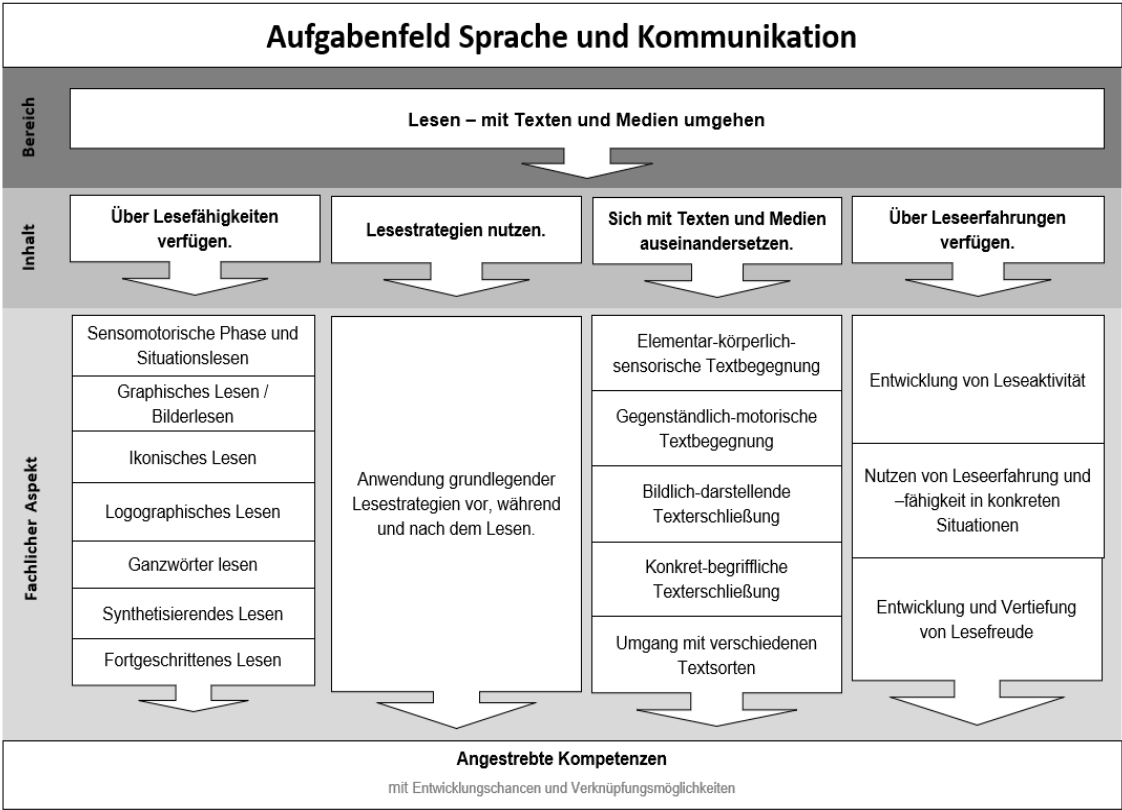 Aufgabenfeld Sprache und Kommunikation
Bereich
Lesen – mit Texten und Medien umgehen
Inhalt
Über Lesefähigkeiten
verfügen.
Lesestrategien nutzen.
Sich mit Texten und Medien
auseinandersetzen.
Über Leseerfahrungen
verfügen.
Fachlicher Aspekt
Sensomotorische Phase und
Situationslesen
Graphisches Lesen /
Bilderlesen
Ikonisches Lesen
Logographisches Lesen
Ganzwörter lesen
Synthetisierendes Lesen
Fortgeschrittenes Lesen
Anwendung grundlegender
Lesestrategien vor, während
und nach dem Lesen.
Elementar-körperlich-
sensorische Textbegegnung
Gegenständlich-motorische
Textbegegnung
Bildlich-darstellende
Texterschließung
Konkret-begriffliche
Texterschließung
Umgang mit verschiedenen
Textsorten
Entwicklung von Leseaktivität
Nutzen von Leseerfahrung und
–fähigkeit in konkreten
Situationen
Entwicklung und Vertiefung
von Lesefreude
Angestrebte Kompetenzen
mit Entwicklungschancen und Verknüpfungsmöglichkeiten